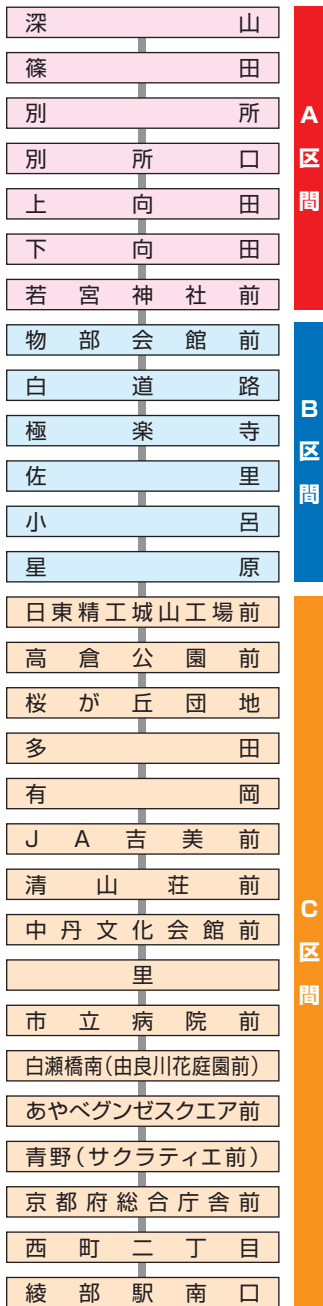 深山
篠田
別所
別所口
上向田
下向田
若宮神社前
A区間
物部会館前
白道路
極楽寺
佐里
小呂
星原
B区間
日東精工城山工場前
高倉公園前
桜が丘団地
多田
有岡
JA吉美前
清山荘前
中丹文化会館前
里
市立病院前
白瀬橋南(由良川花庭園前)
あやべグンゼスクエア前
青野(サクラティエ前)
京都府総合庁舎前
西町二丁目
綾部駅南口
C区間